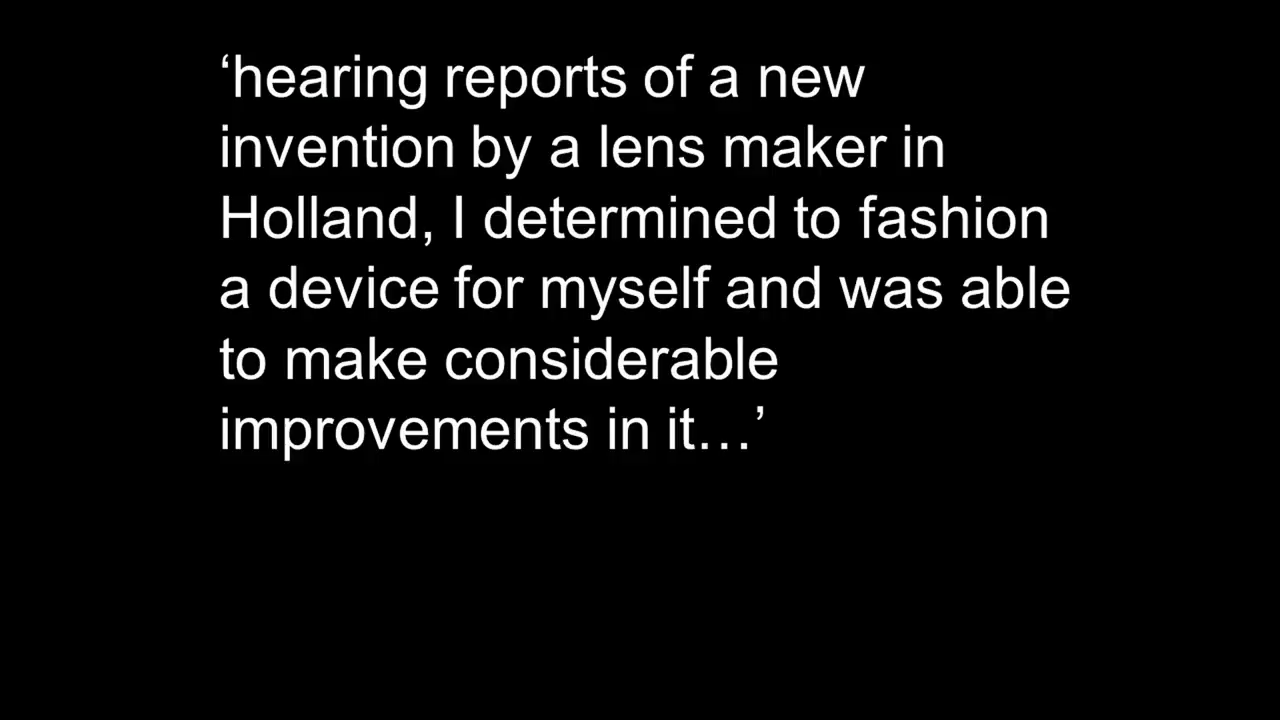 ‘hearing reports of a new
invention by a lens maker in
Holland, I determined to fashion
a device for myself and was able
to make considerable
improvements in it…’